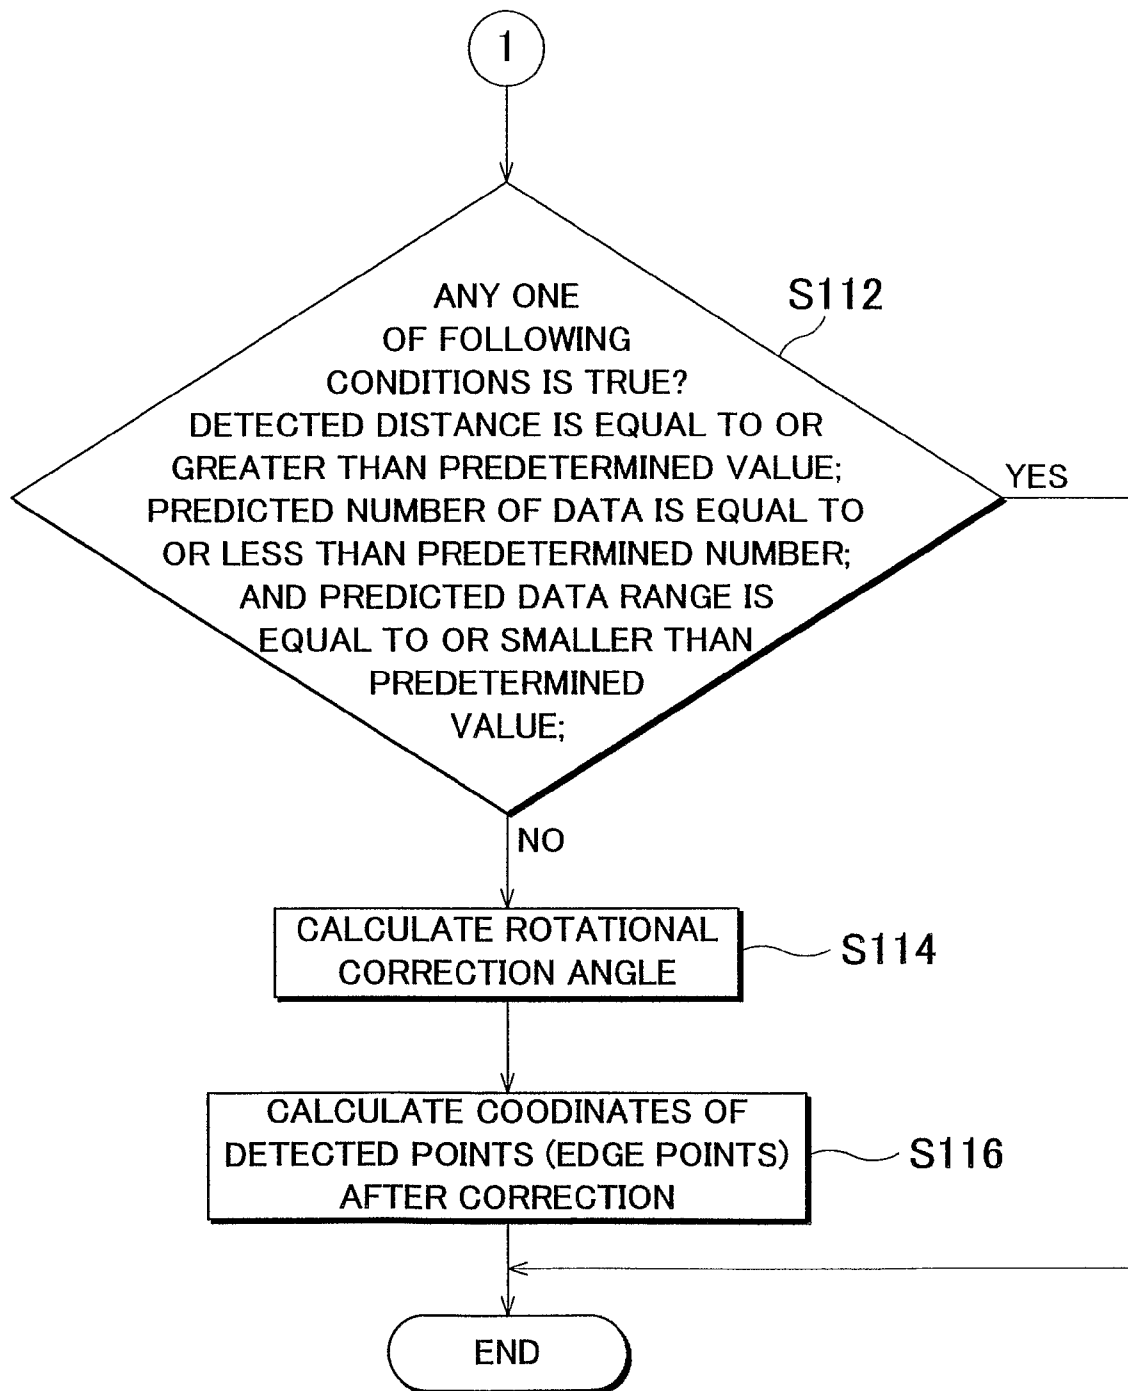 1
ANY ONE
OF FOLLOWING
CONDITIONS IS TRUE?
DETECTED DISTANCE IS EQUAL TO OR
GREATER THAN PREDETERMINED VALUE;
PREDICTED NUMBER OF DATA IS EQUAL TO
OR LESS THAN PREDETERMINED NUMBER;
AND PREDICTED DATA RANGE IS
EQUAL TO OR SMALLER THAN
PREDETERMINED
VALUE;
S112
YES
NO
CALCULATE ROTATIONAL
CORRECTION ANGLE
S114
CALCULATE COODINATES OF
DETECTED POINTS (EDGE POINTS)
AFTER CORRECTION
S116
END